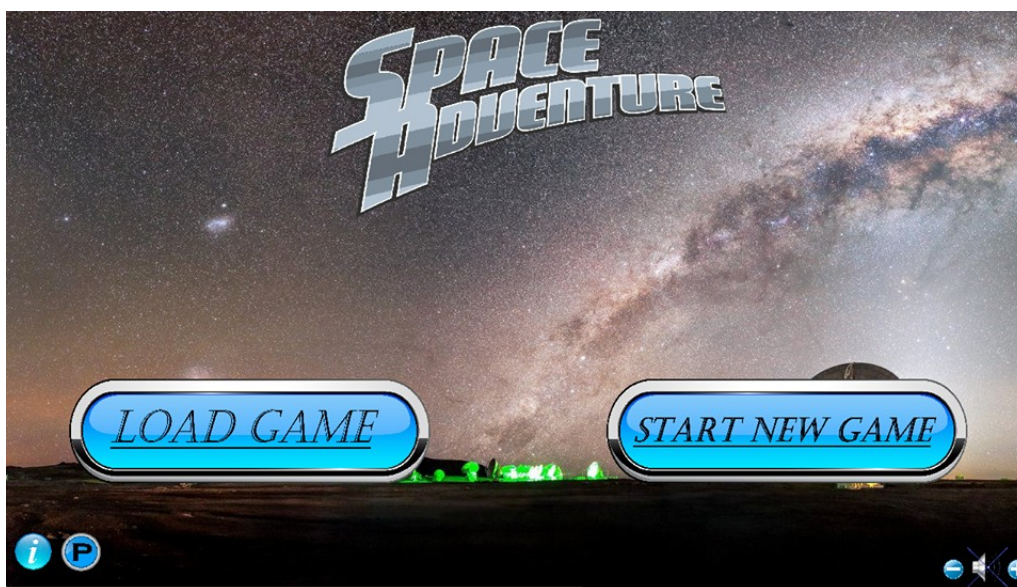 SPACE
ADVENTURE
LOAD GAME
START NEW GAME
i
P